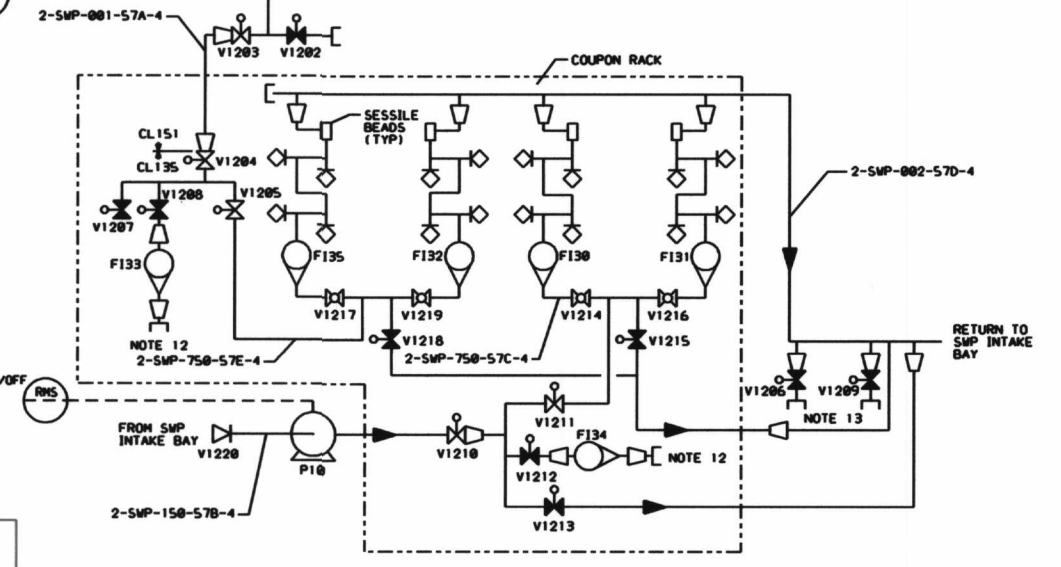 2-SWP-001-57A-4
V1203
V1202
COUPON RACK
SESSILE
BEADS
(TYP)
CL151
CL135
V1204
V1208
V1205
V1207
2-SWP-002-57D-4
FI33
FI35
FI32
FI30
FI31
V1217
V1219
V1214
V1216
NOTE 12
V1218
V1215
2-SWP-750-57E-4
2-SWP-750-57C-4
RETURN TO
SWP INTAKE
BAY
/OFF
RMS
V1206
V1209
NOTE 13
V1211
FROM SWP
INTAKE BAY
V1220
V1210
FI34
NOTE 12
V1212
P10
V1213
2-SWP-150-57B-4